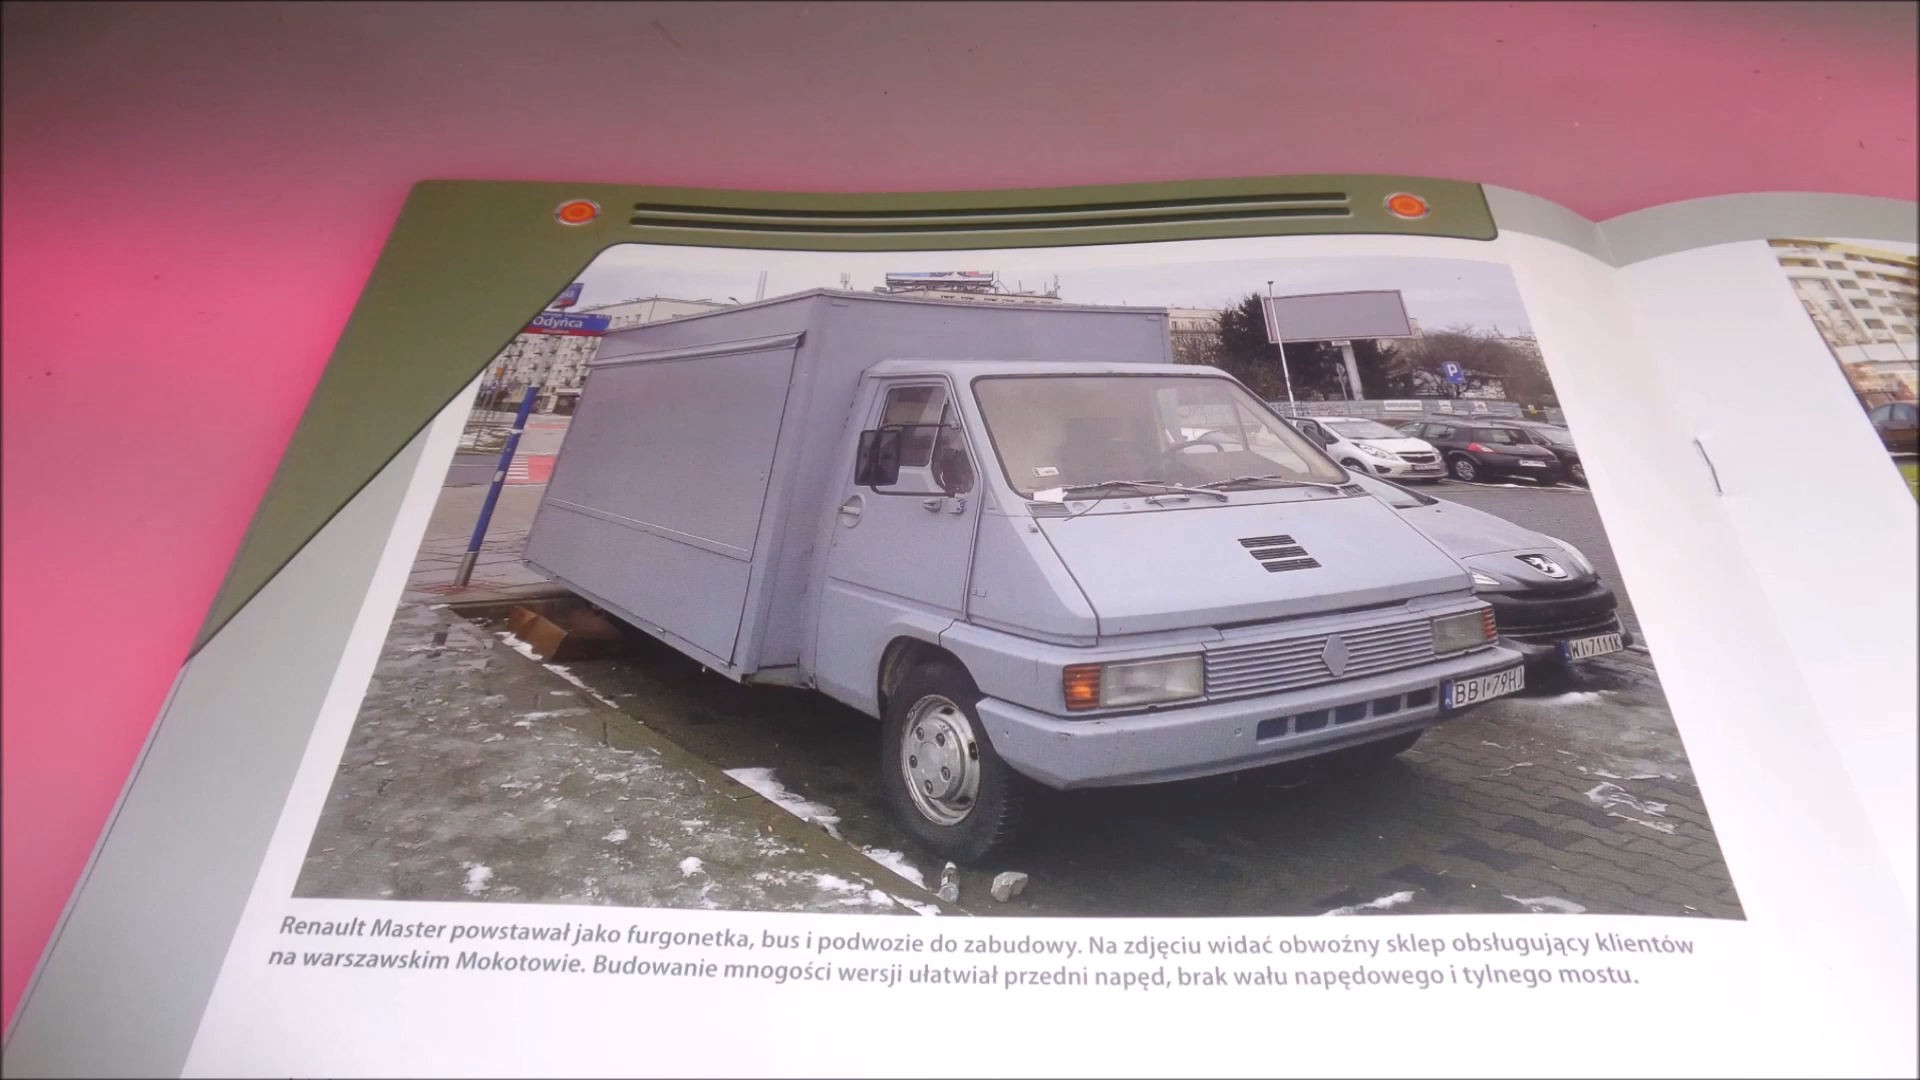 Odyńca
P
WI 7111K
BBI 79HJ
Renault Master powstawał jako furgonetka, bus i podwozie do zabudowy. Na zdjęciu widać obwoźny sklep obsługujący klientów
na warszawskim Mokotowie. Budowanie mnogości wersji ułatwiał przedni napęd, brak wału napędowego i tylnego mostu.